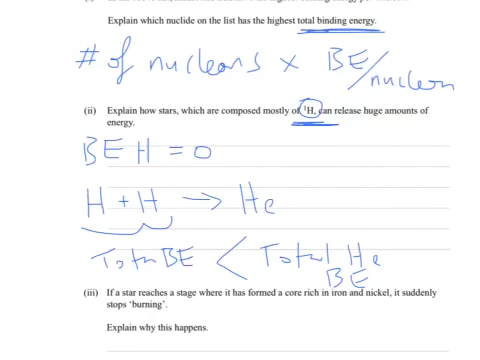 Explain which nuclide on the list has the highest total binding energy.
# of nucleons × BE/nucleon
(ii) Explain how stars, which are composed mostly of ¹H, can release huge amounts of
energy.
BE H = 0
H + H → He
Total BE < Total He
BE
(iii) If a star reaches a stage where it has formed a core rich in iron and nickel, it suddenly
stops ‘burning’.
Explain why this happens.